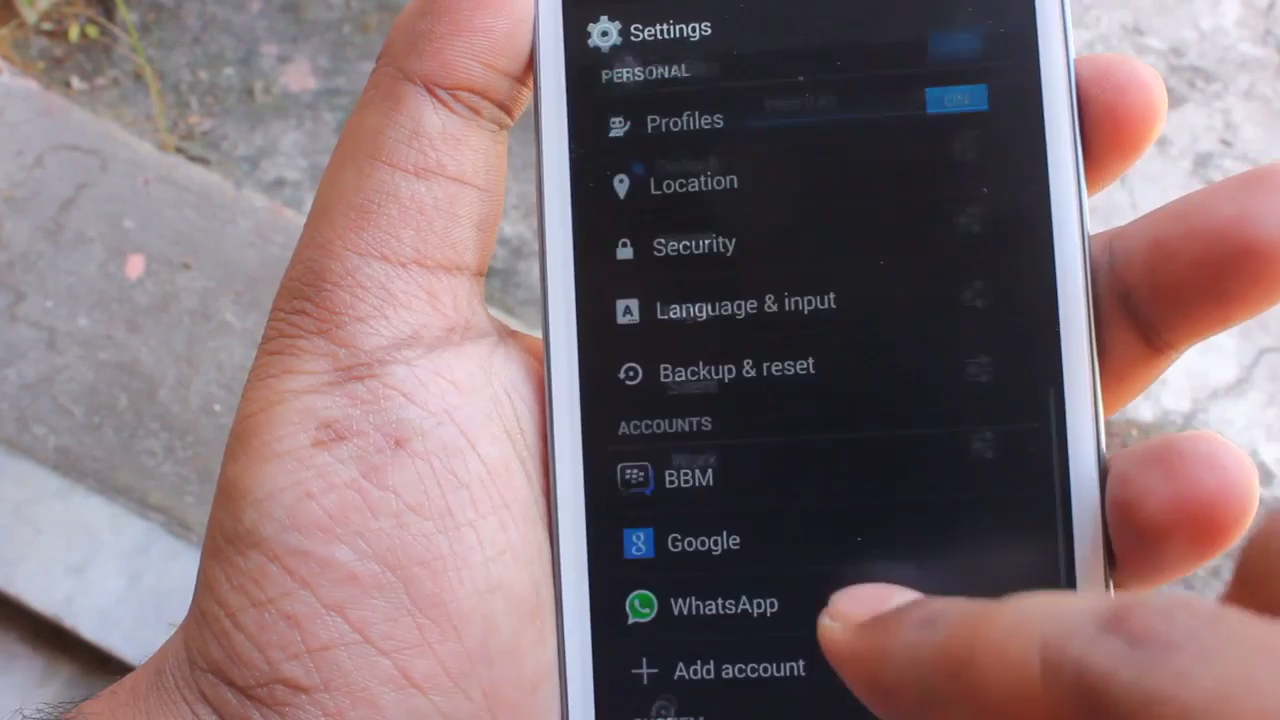 Settings
PERSONAL
ON
Profiles
Location
Security
Language & input
Backup & reset
ACCOUNTS
BBM
Google
WhatsApp
Add account